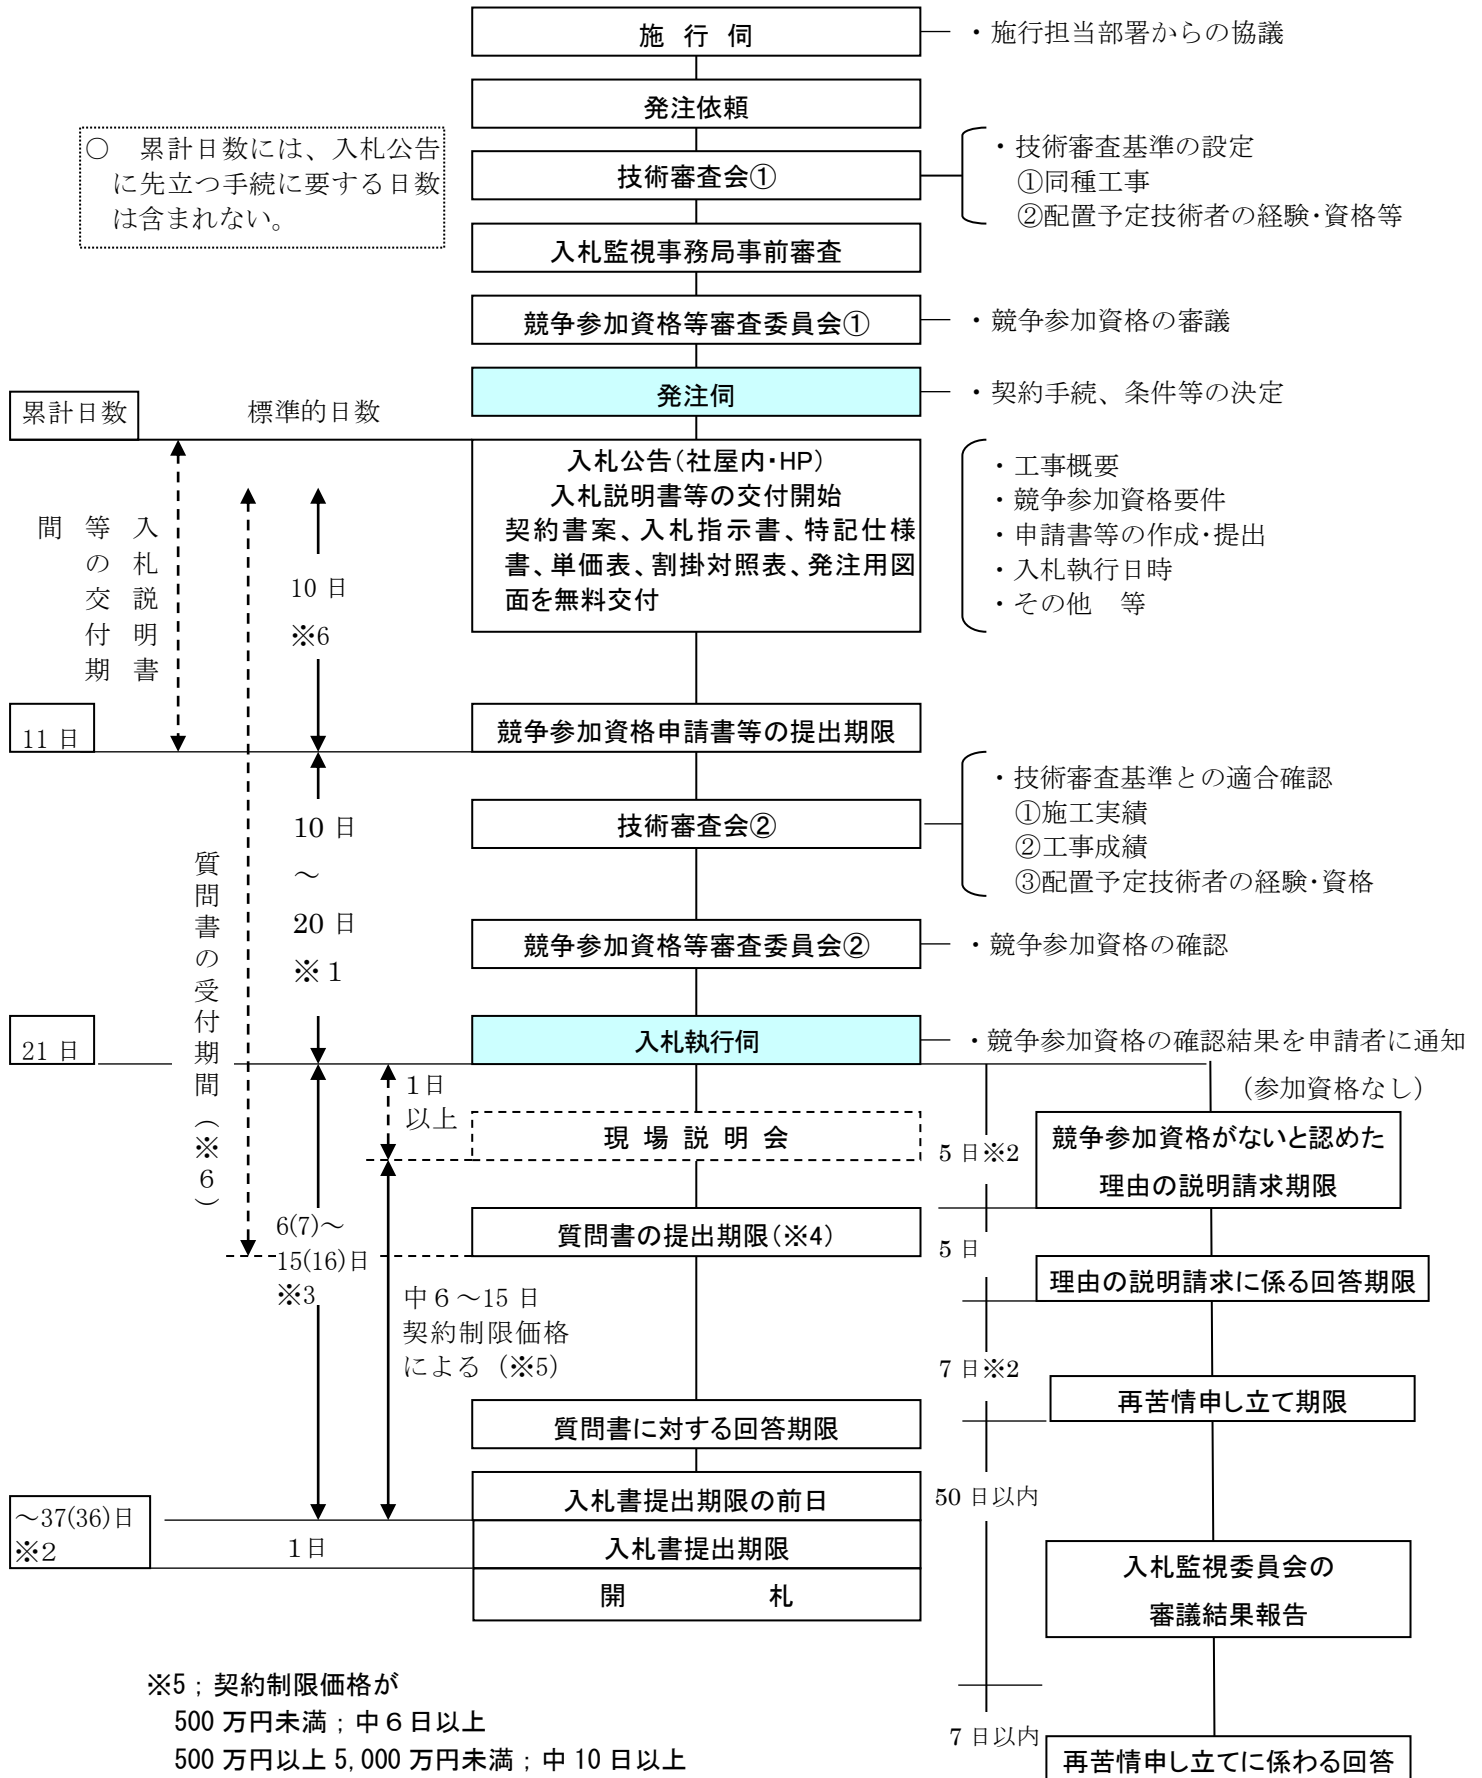 施 行 伺
・施行担当部署からの協議
発注依頼
○　累計日数には、入札公告
に先立つ手続に要する日数
は含まれない。
技術審査会①
・技術審査基準の設定
①同種工事
②配置予定技術者の経験・資格等
入札監視事務局事前審査
競争参加資格等審査委員会①
・競争参加資格の審議
発注伺
・契約手続、条件等の決定
累計日数
標準的日数
入札公告（社屋内・HP）
入札説明書等の交付開始
契約書案、入札指示書、特記仕様
書、単価表、割掛対照表、発注用図
面を無料交付
・工事概要
・競争参加資格要件
・申請書等の作成・提出
・入札執行日時
・その他　等
入札説明書
等の交付期
間
10 日
※6
11 日
競争参加資格申請書等の提出期限
10 日
～
20 日
※１
技術審査会②
・技術審査基準との適合確認
①施工実績
②工事成績
③配置予定技術者の経験・資格
質問書の受付期間（※６）
競争参加資格等審査委員会②
・競争参加資格の確認
21 日
入札執行伺
・競争参加資格の確認結果を申請者に通知
（参加資格なし）
１日
以上
現 場 説 明 会
5 日※2
競争参加資格がないと認めた
理由の説明請求期限
6(7)～
15(16)日
※3
質問書の提出期限（※4）
5 日
理由の説明請求に係る回答期限
中６～15 日
契約制限価格
による（※5）
7 日※2
再苦情申し立て期限
質問書に対する回答期限
入札書提出期限の前日
50 日以内
～37(36)日
※２
１日
入札書提出期限
開　　札
入札監視委員会の
審議結果報告
※5；契約制限価格が
500 万円未満；中６日以上
500 万円以上 5,000 万円未満；中 10 日以上
7 日以内
再苦情申し立てに係わる回答